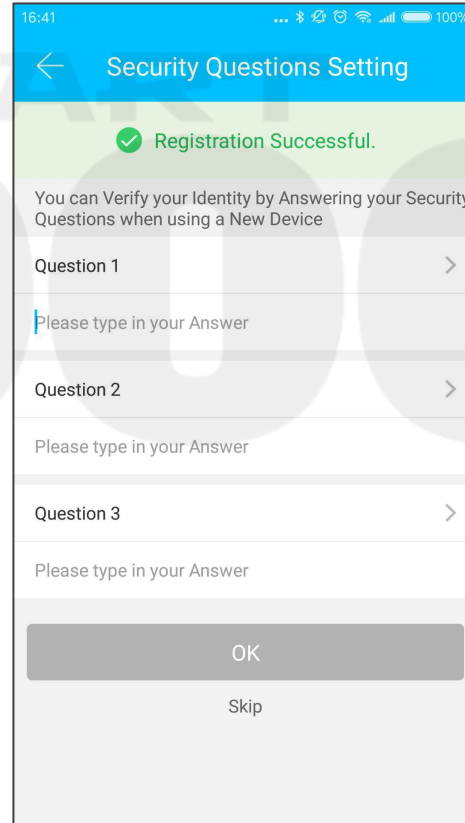 16:41
100%
Security Questions Setting
Registration Successful.
You can Verify your Identity by Answering your Security
Questions when using a New Device
Question 1
Please type in your Answer
Question 2
Please type in your Answer
Question 3
Please type in your Answer
OK
Skip